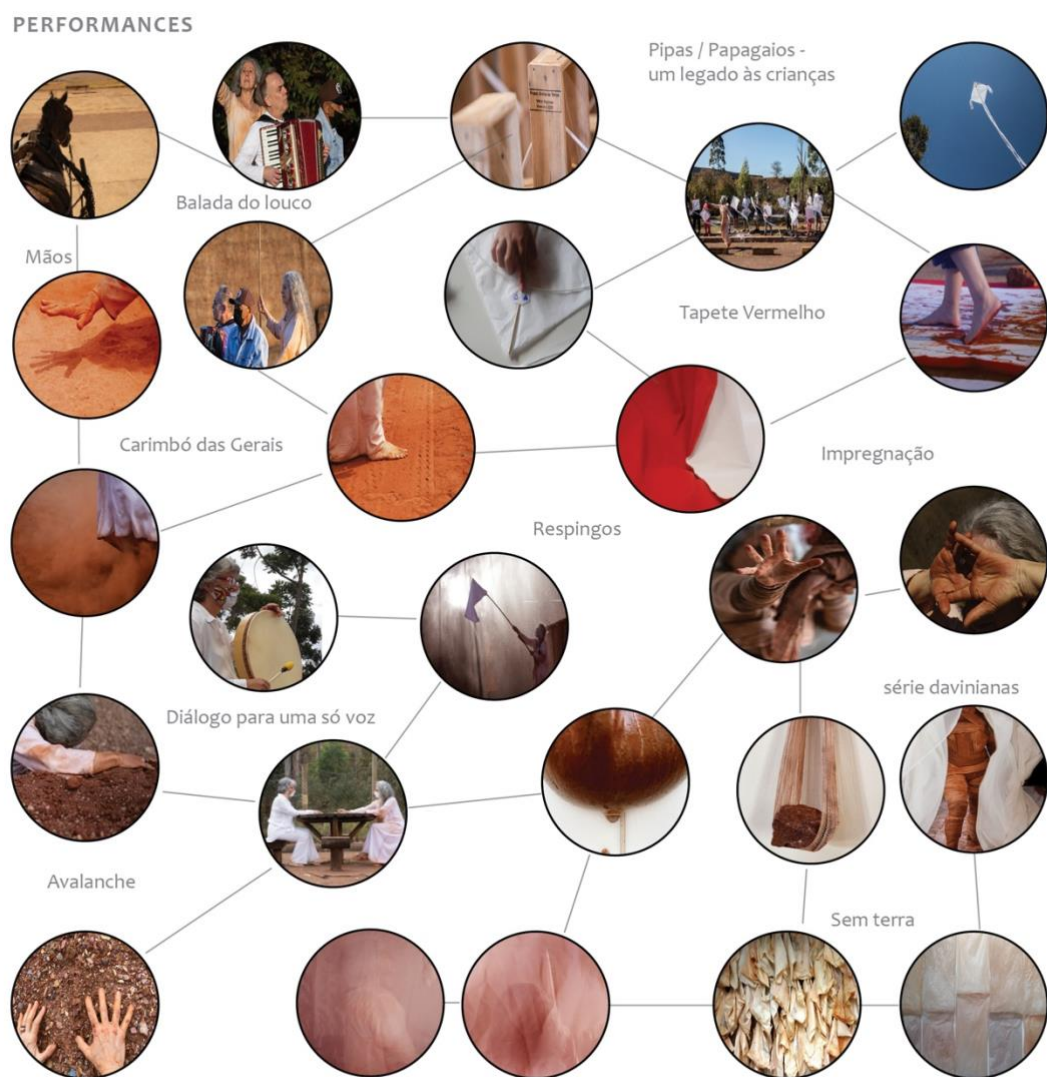 PERFORMANCES
Pipas / Papagaios -
um legado às crianças
Balada do louco
Mãos
Tapete Vermelho
Carimbó das Gerais
Impregnação
Respingos
Diálogo para uma só voz
série davinianas
Avalanche
Sem terra